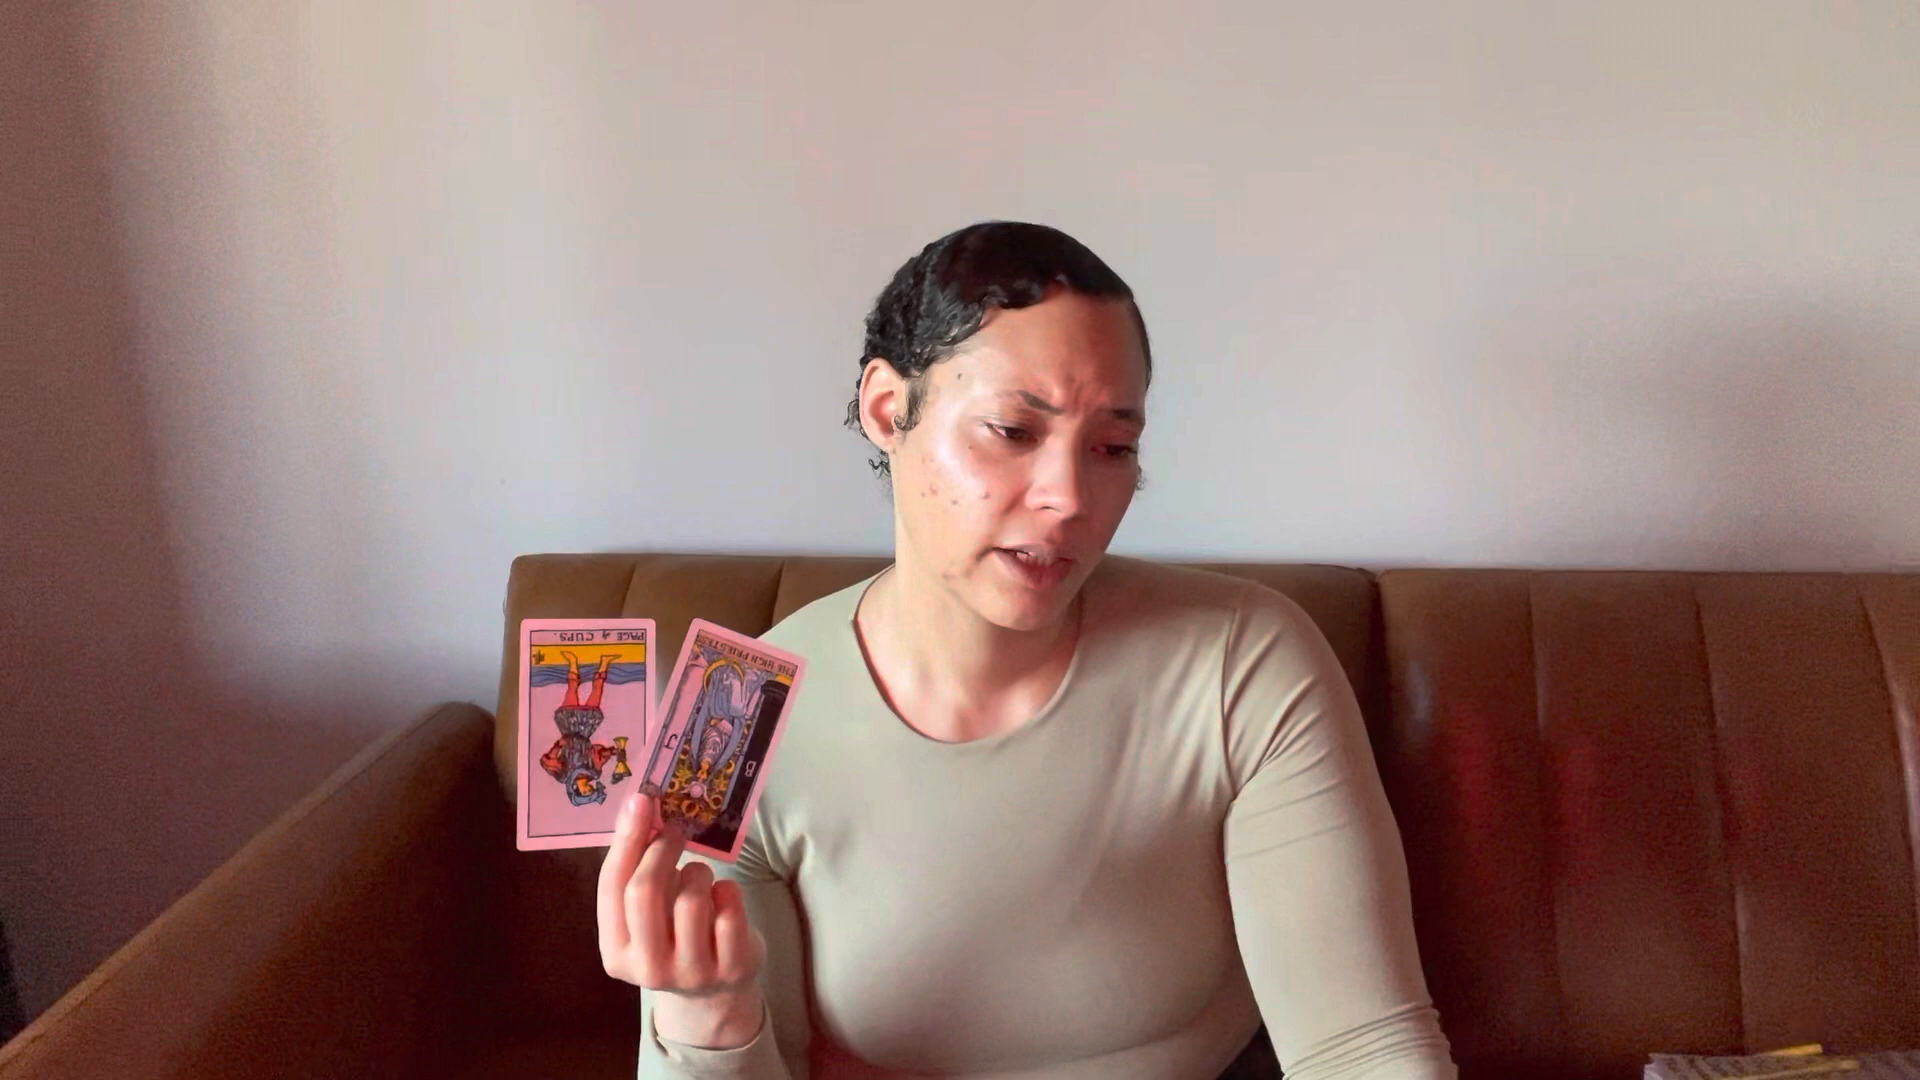 PAGE of CUPS.
THE HIGH PRIESTESS
B
J